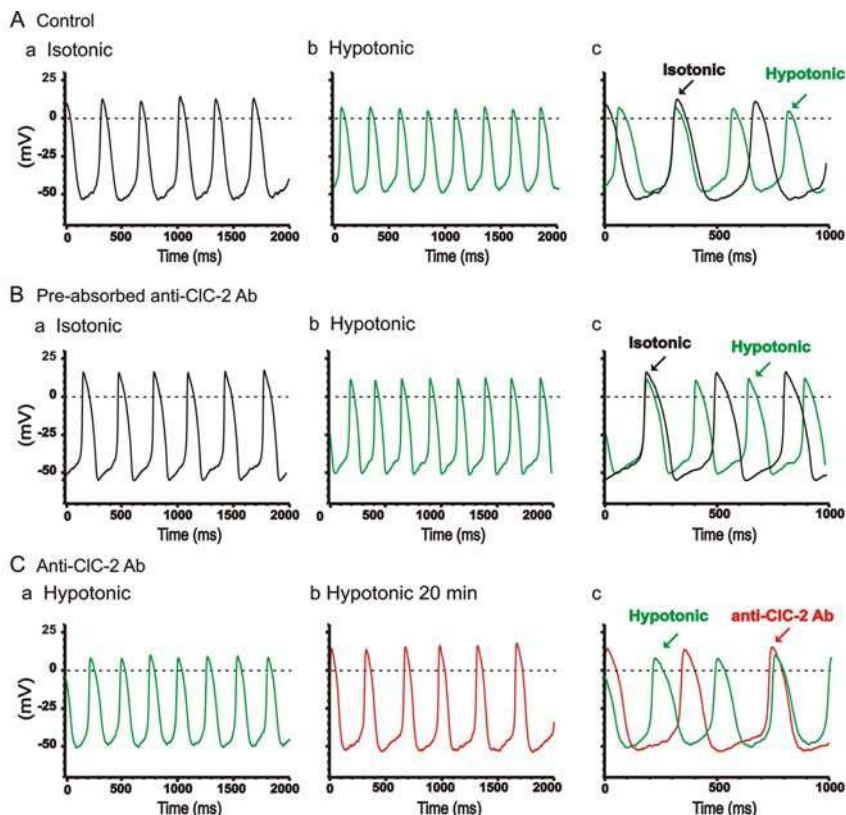 A Control
a Isotonic
b Hypotonic
c
Isotonic
Hypotonic
25
0
-25
-50
(mV)
0 500 1000 1500 2000
Time (ms)
0 500 1000 1500 2000
Time (ms)
0 500 1000
Time (ms)
B Pre-absorbed anti-ClC-2 Ab
a Isotonic
b Hypotonic
c
Isotonic
Hypotonic
25
0
-25
-50
(mV)
0 500 1000 1500 2000
Time (ms)
0 500 1000 1500 2000
Time (ms)
0 500 1000
Time (ms)
C Anti-ClC-2 Ab
a Hypotonic
b Hypotonic 20 min
c
Hypotonic
anti-ClC-2 Ab
25
0
-25
-50
(mV)
0 500 1000 1500 2000
Time (ms)
0 500 1000 1500 2000
Time (ms)
0 500 1000
Time (ms)